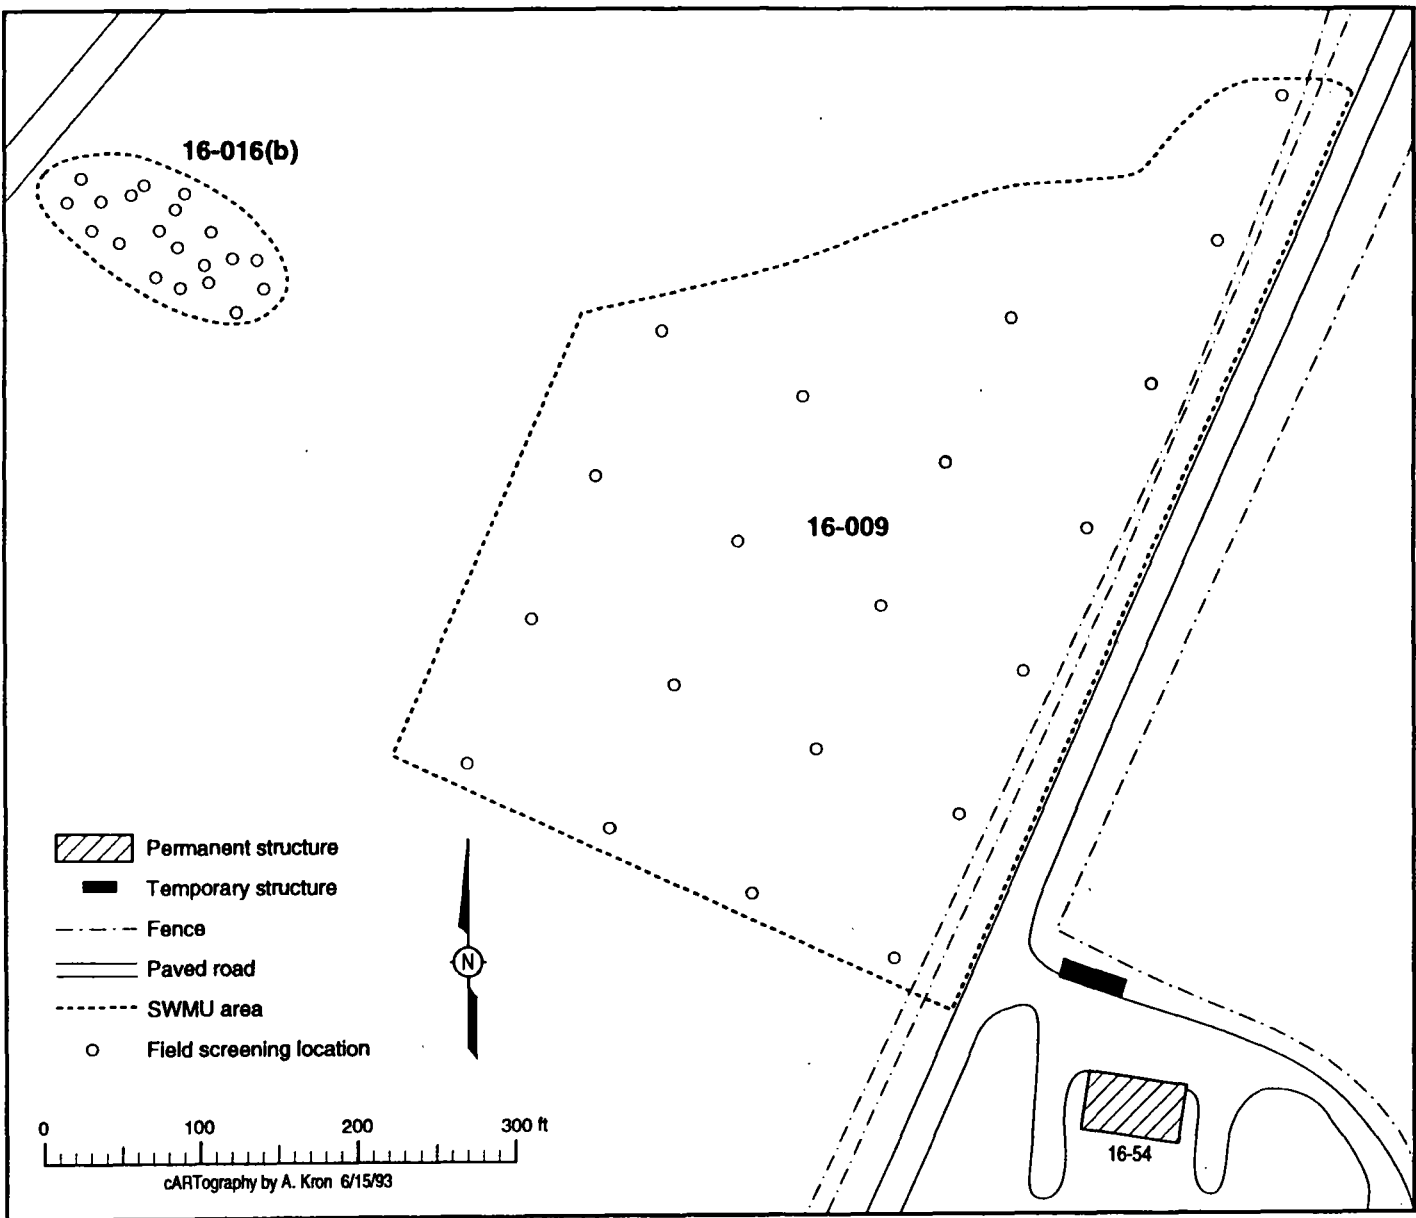 16-016(b)
16-009
Permanent structure
Temporary structure
Fence
Paved road
SWMU area
Field screening location
N
0 100 200 300 ft
cARTography by A. Kron 6/15/93
16-54